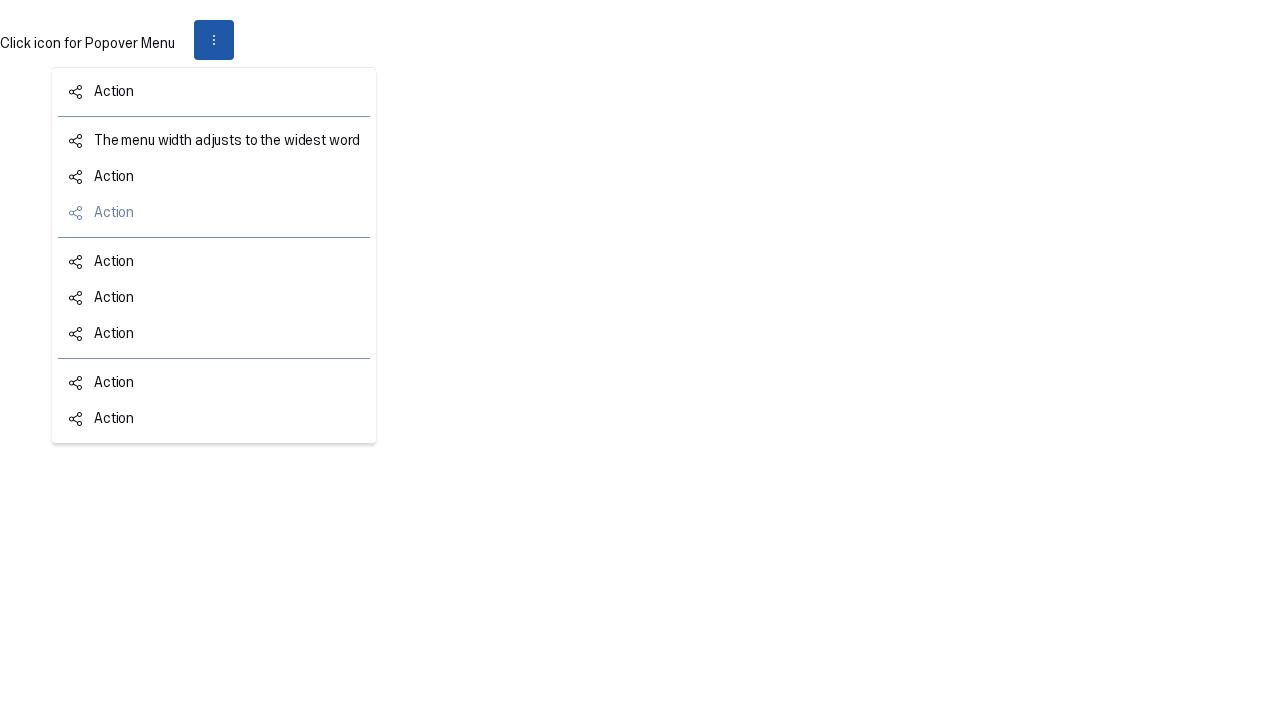 Click icon for Popover Menu
Action
The menu width adjusts to the widest word
Action
Action
Action
Action
Action
Action
Action